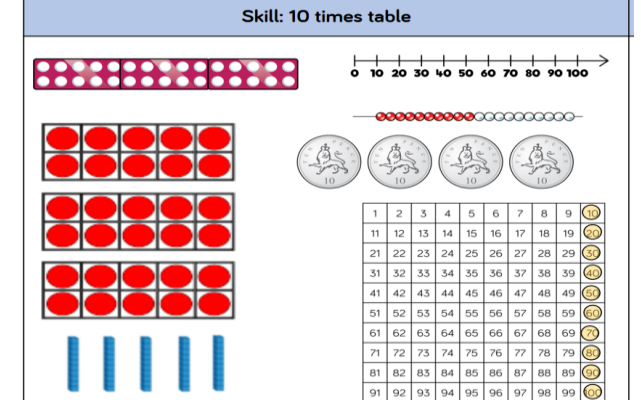 Skill: 10 times table
0 10 20 30 40 50 60 70 80 90 100
10 10 10 10
1 2 3 4 5 6 7 8 9 10
11 12 13 14 15 16 17 18 19 20
21 22 23 24 25 26 27 28 29 30
31 32 33 34 35 36 37 38 39 40
41 42 43 44 45 46 47 48 49 50
51 52 53 54 55 56 57 58 59 60
61 62 63 64 65 66 67 68 69 70
71 72 73 74 75 76 77 78 79 80
81 82 83 84 85 86 87 88 89 90
91 92 93 94 95 96 97 98 99 100